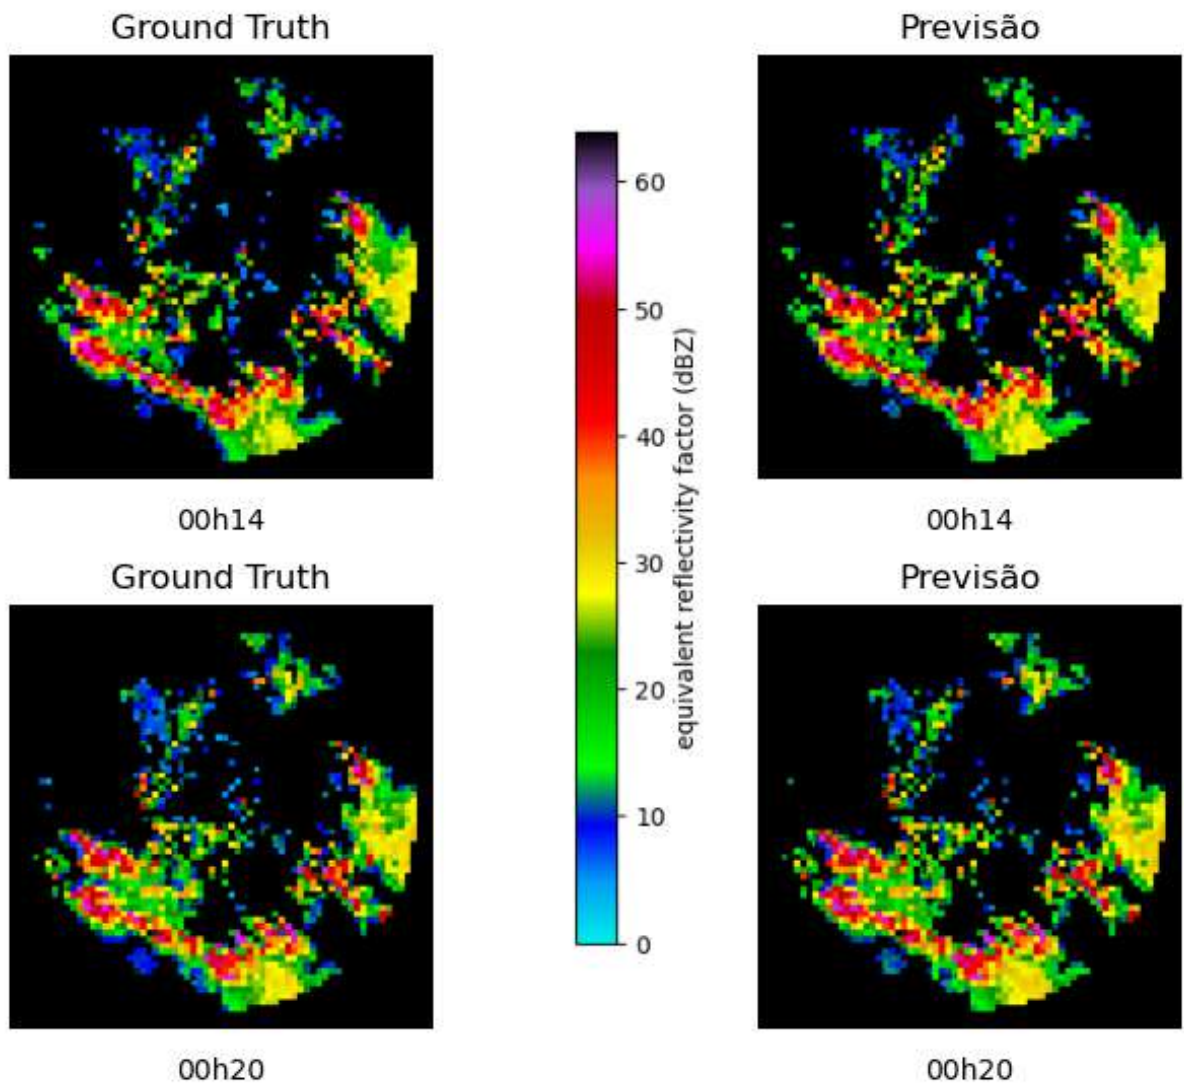 Ground Truth
Previsão
00h14
00h14
60
50
40
30
20
10
0
equivalent reflectivity factor (dBZ)
Ground Truth
Previsão
00h20
00h20